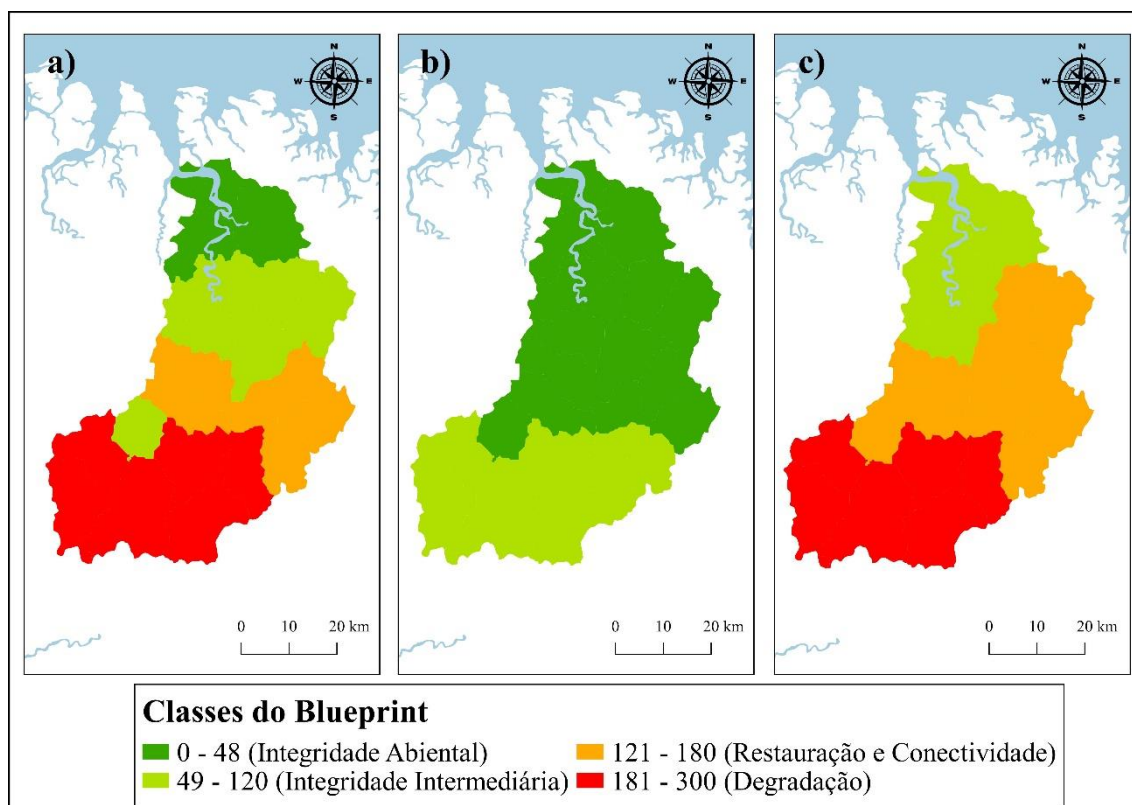 a)
N
W E
S
0 10 20 km
b)
N
W E
S
0 10 20 km
c)
N
W E
S
0 10 20 km
Classes do Blueprint
0 - 48 (Integridade Abiental)
121 - 180 (Restauração e Conectividade)
49 - 120 (Integridade Intermediária)
181 - 300 (Degradação)